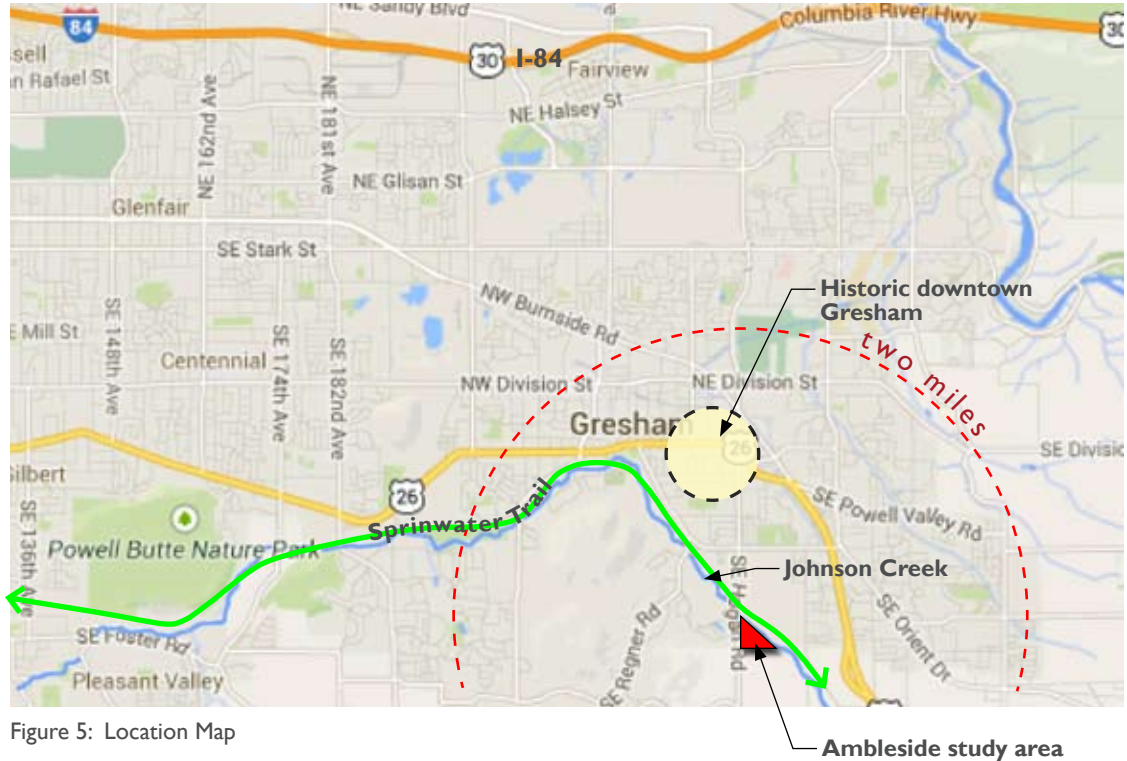 NE Sandy Blvd
Columbia River Hwy
84
30
30
I-84
Fairview
sell
n Rafael St
NE 162nd Ave
NE 181st Ave
NE Halsey St
NE Glisan St
Glenfair
SE Stark St
NW Burnside Rd
Historic downtown
Gresham
E Mill St
SE 148th Ave
Centennial
SE 174th Ave
SE 182nd Ave
NW Division St
NE Division St
two miles
Gresham
26
SE Divisio
Gilbert
26
SE 136th Ave
Sprinwater Trail
SE Powell Valley Rd
Powell Butte Nature Park
Johnson Creek
SE Hogan Rd
SE Regner Rd
SE Orient Dr
SE Foster Rd
Pleasant Valley
Figure 5: Location Map
Ambleside study area